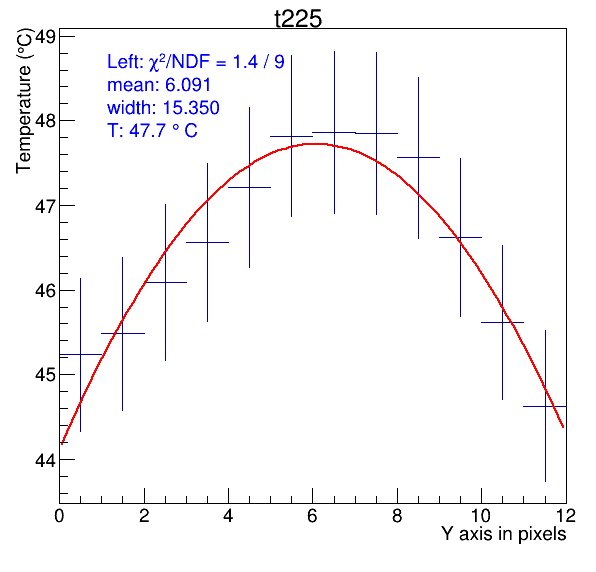 t225
Temperature (°C)
Left: χ²/NDF = 1.4 / 9
mean: 6.091
width: 15.350
T: 47.7 ° C
49
48
47
46
45
44
0 2 4 6 8 10 12
Y axis in pixels